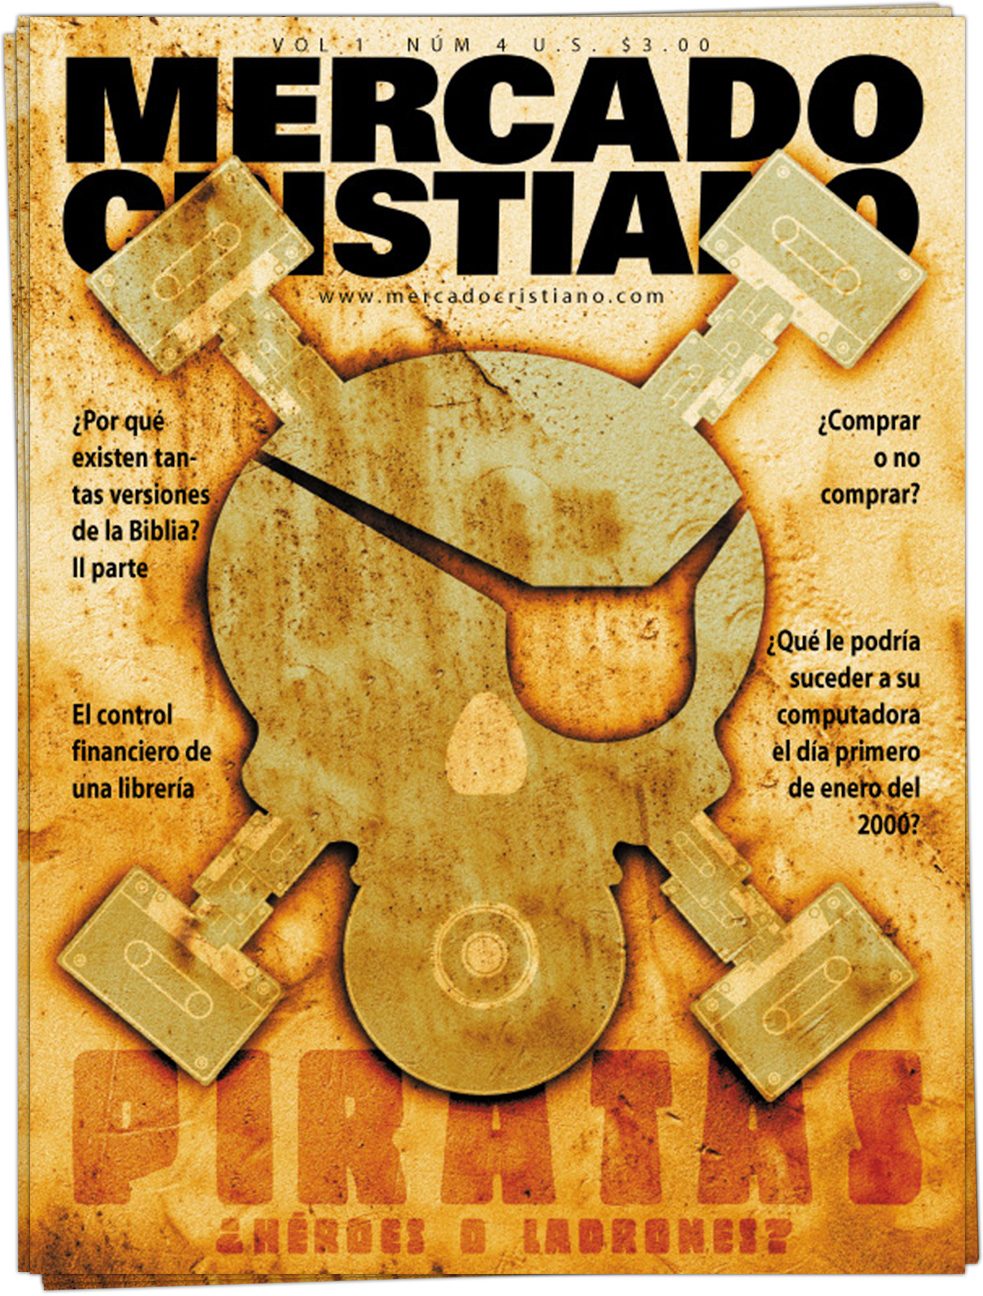 VOL.1 NÚM 4 U.S. $3.00
MERCADO
CRISTIANO
www.mercadocristiano.com
¿Por qué
existen tan-
tas versiones
de la Biblia?
II parte
¿Comprar
o no
comprar?
¿Qué le podría
suceder a su
computadora
el día primero
de enero del
2000?
El control
financiero de
una librería
PIRATAS
¿HÉROES O LADRONES?